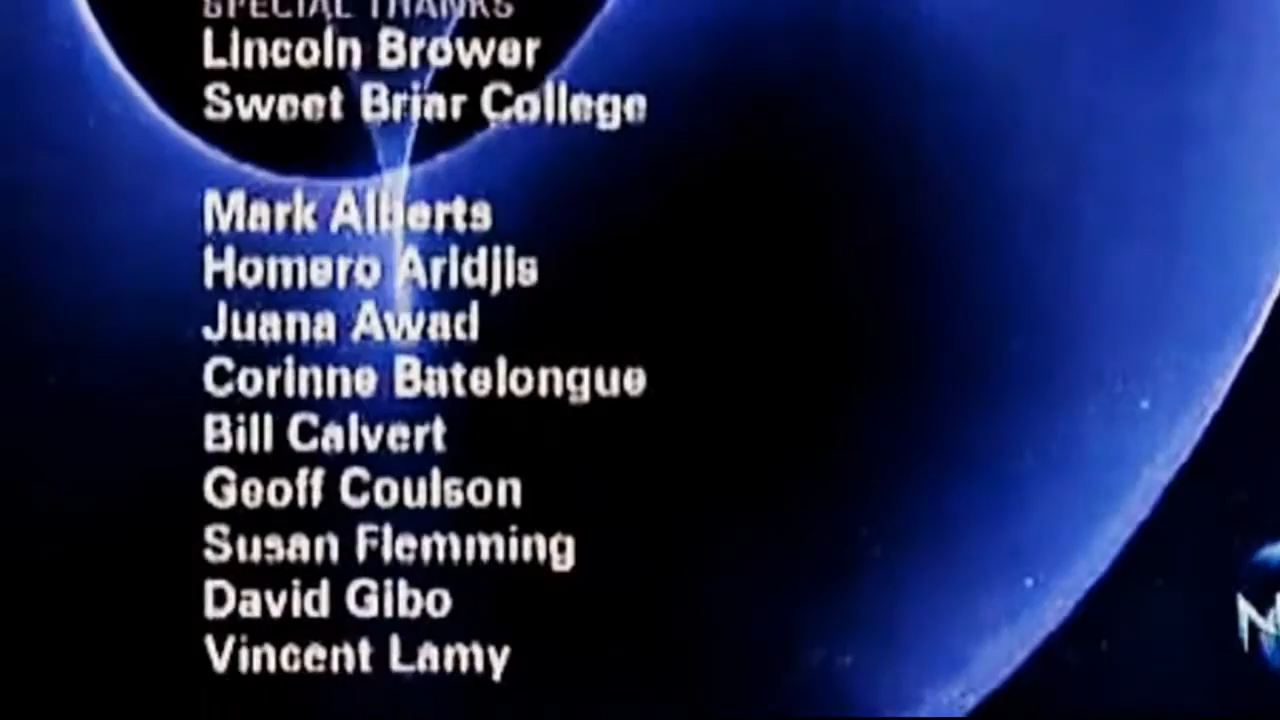 SPECIAL THANKS
Lincoln Brower
Sweet Briar College
Mark Alberts
Homero Aridjis
Juana Awad
Corinne Batelongue
Bill Calvert
Geoff Coulson
Susan Flemming
David Gibo
Vincent Lamy